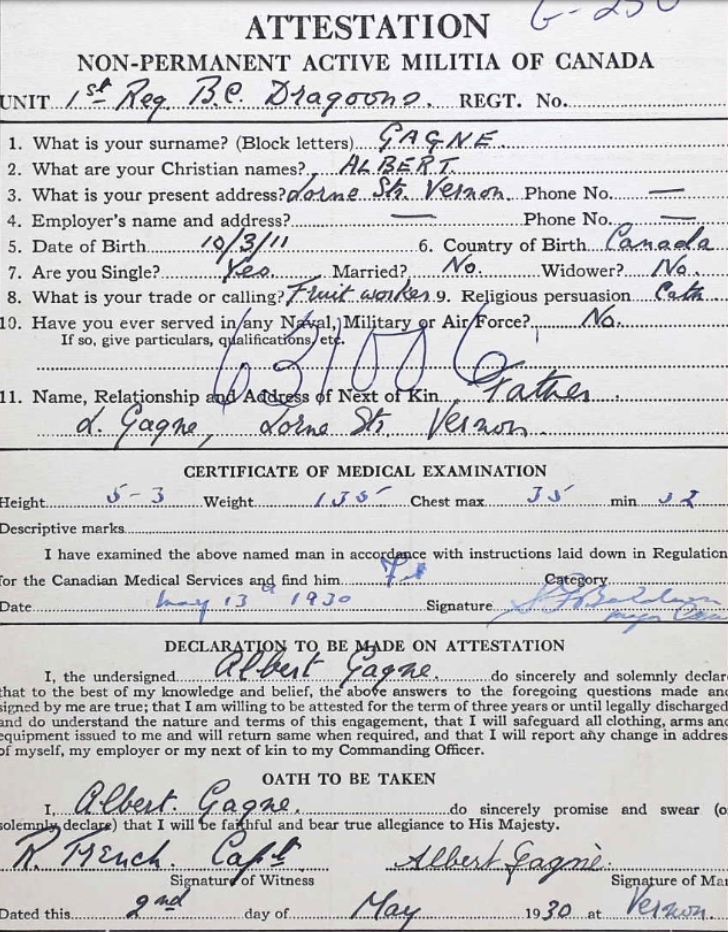 G-250
ATTESTATION
NON-PERMANENT ACTIVE MILITIA OF CANADA
UNIT 1st Reg. B.C. Dragoons. REGT. No.
1. What is your surname? (Block letters) GAGNE.
2. What are your Christian names? ALBERT.
3. What is your present address? Lorne Str. Vernon. Phone No. —
4. Employer's name and address? — Phone No. —
5. Date of Birth 10/3/11 6. Country of Birth Canada
7. Are you Single? Yes. Married? No. Widower? No.
8. What is your trade or calling? Fruit worker 9. Religious persuasion Cath
10. Have you ever served in any Naval, Military or Air Force? No.
If so, give particulars, qualifications, etc.
631006
11. Name, Relationship and Address of Next of Kin Father
L. Gagne, Lorne Str. Vernon.
CERTIFICATE OF MEDICAL EXAMINATION
Height 5-3 Weight 135 Chest max 35 min 32
Descriptive marks
I have examined the above named man in accordance with instructions laid down in Regulation
for the Canadian Medical Services and find him Fit Category
Date May 13th 1930 Signature
DECLARATION TO BE MADE ON ATTESTATION
I, the undersigned Albert Gagne. do sincerely and solemnly declare
that to the best of my knowledge and belief, the above answers to the foregoing questions made and
signed by me are true; that I am willing to be attested for the term of three years or until legally discharged
and do understand the nature and terms of this engagement, that I will safeguard all clothing, arms and
equipment issued to me and will return same when required, and that I will report any change in address
of myself, my employer or my next of kin to my Commanding Officer.
OATH TO BE TAKEN
I, Albert. Gagne. do sincerely promise and swear (or
solemnly declare) that I will be faithful and bear true allegiance to His Majesty.
R. French. Capt Albert Gagne.
Signature of Witness Signature of Man
Dated this 2nd day of May 1930 at Vernon.